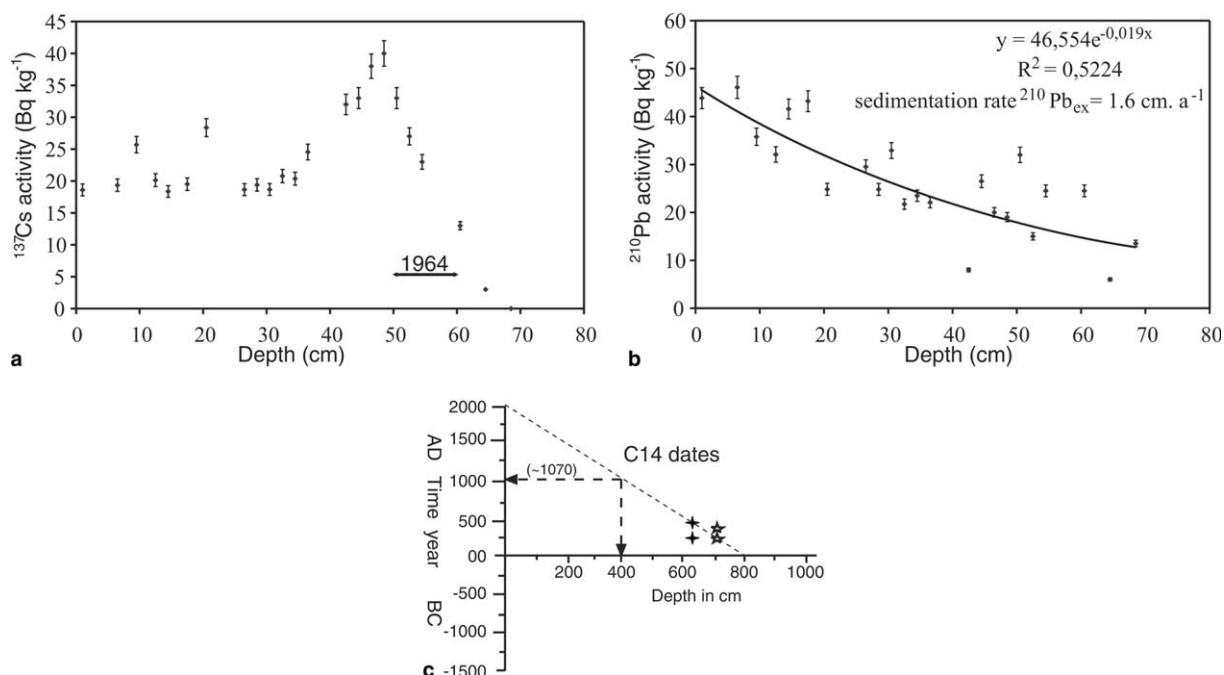 ¹³⁷Cs activity (Bq kg⁻¹)
45
40
35
30
25
20
15
10
5
0
1964
0 10 20 30 40 50 60 70 80
Depth (cm)
a
²¹⁰Pb activity (Bq kg⁻¹)
60
50
40
30
20
10
0
y = 46,554e⁻⁰,⁰¹⁹ˣ
R² = 0,5224
sedimentation rate ²¹⁰Pbₑₓ= 1.6 cm. a⁻¹
0 10 20 30 40 50 60 70 80
Depth (cm)
b
AD Time year BC
2000
1500
1000
500
00
-500
-1000
-1500
C14 dates
(~1070)
200 400 600 800 1000
Depth in cm
c